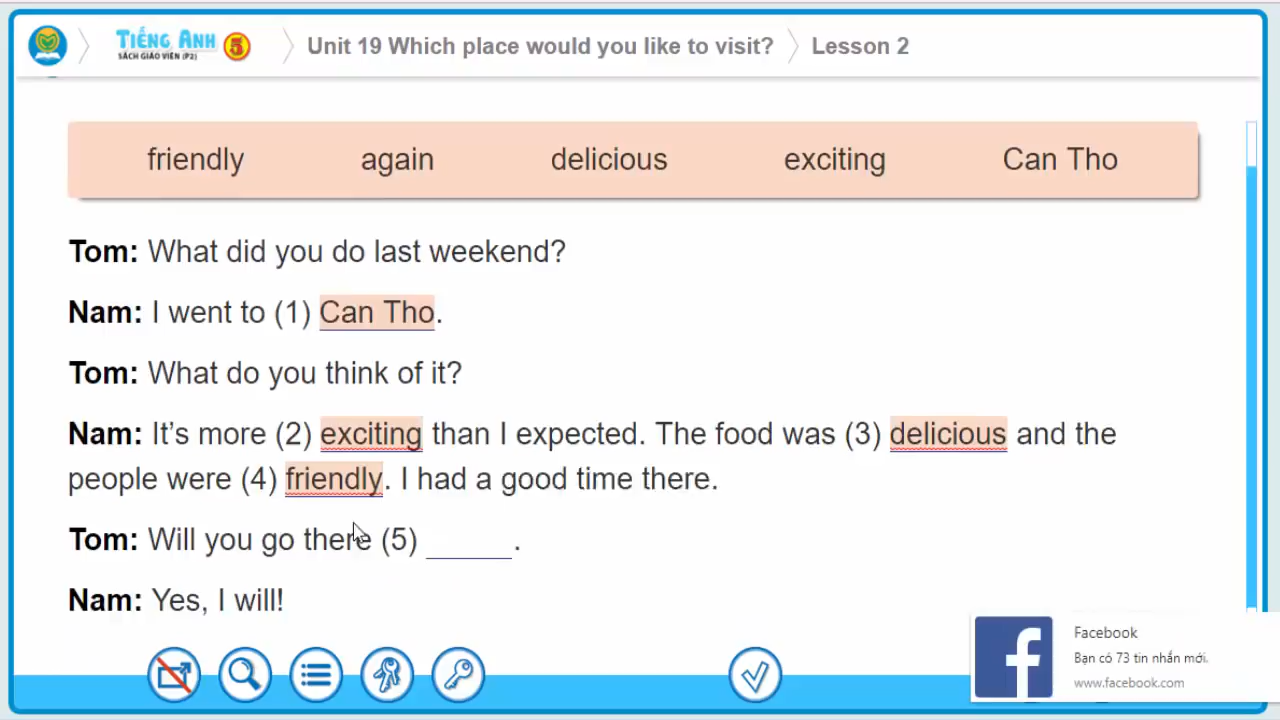 TIẾNG ANH 5
SÁCH GIÁO VIÊN (P2)
Unit 19 Which place would you like to visit?
Lesson 2
friendly again delicious exciting Can Tho
Tom: What did you do last weekend?
Nam: I went to (1) Can Tho.
Tom: What do you think of it?
Nam: It’s more (2) exciting than I expected. The food was (3) delicious and the
people were (4) friendly. I had a good time there.
Tom: Will you go there (5) _____.
Nam: Yes, I will!
Facebook
Bạn có 73 tin nhắn mới.
www.facebook.com